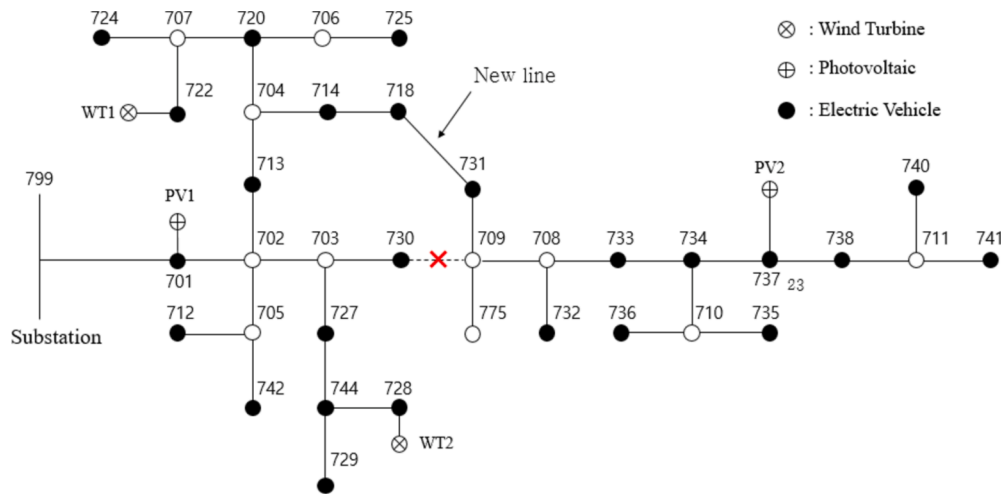 724 707 720 706 725
: Wind Turbine
: Photovoltaic
: Electric Vehicle
WT1 722 704 714 718
New line
713 731
799 PV1 PV2 740
701 702 703 730 709 708 733 734 737 23 738 711 741
712 705 727 775 732 736 710 735
Substation
742 744 728
WT2
729